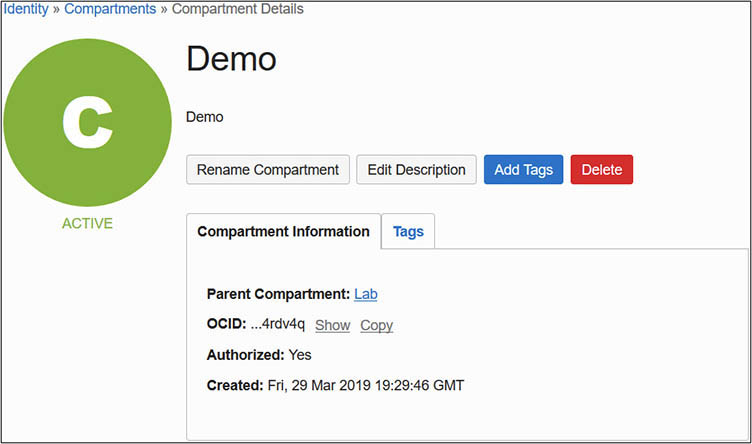 Identity » Compartments » Compartment Details
C
ACTIVE
Demo
Demo
Rename Compartment Edit Description Add Tags Delete
Compartment Information Tags
Parent Compartment: Lab
OCID: ...4rdv4q Show Copy
Authorized: Yes
Created: Fri, 29 Mar 2019 19:29:46 GMT